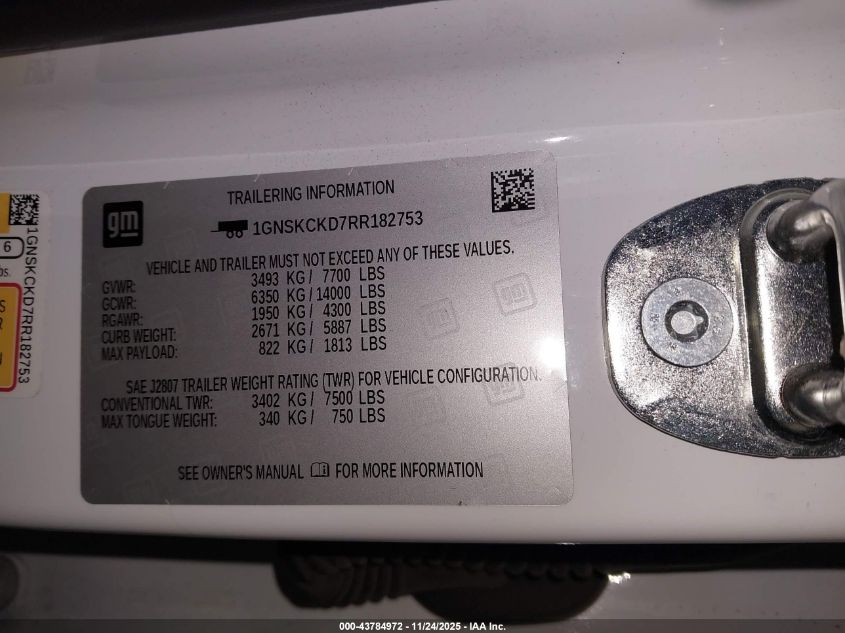 gm
TRAILERING INFORMATION
1GNSKCKD7RR182753
VEHICLE AND TRAILER MUST NOT EXCEED ANY OF THESE VALUES.
GVWR: 3493 KG/ 7700 LBS
GCWR: 6350 KG/ 14000 LBS
RGAWR: 1950 KG/ 4300 LBS
CURB WEIGHT: 2671 KG/ 5887 LBS
MAX PAYLOAD: 822 KG/ 1813 LBS
SAE J2807 TRAILER WEIGHT RATING (TWR) FOR VEHICLE CONFIGURATION.
CONVENTIONAL TWR: 3402 KG/ 7500 LBS
MAX TONGUE WEIGHT: 340 KG/ 750 LBS
SEE OWNER'S MANUAL FOR MORE INFORMATION
1GNSKCKD7RR182753
6
bs.
S
R
000-43784972 - 11/24/2025 - IAA Inc.